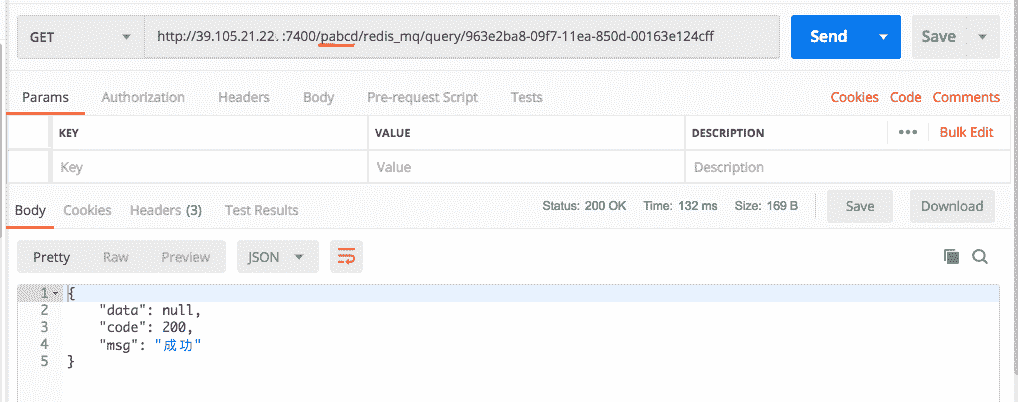 GET http://39.105.21.22. :7400/pabcd/redis_mq/query/963e2ba8-09f7-11ea-850d-00163e124cff Send Save
Params Authorization Headers Body Pre-request Script Tests Cookies Code Comments
KEY VALUE DESCRIPTION ••• Bulk Edit
Key Value Description
Body Cookies Headers (3) Test Results Status: 200 OK Time: 132 ms Size: 169 B Save Download
Pretty Raw Preview JSON
1 {
2 "data": null,
3 "code": 200,
4 "msg": "成功"
5 }